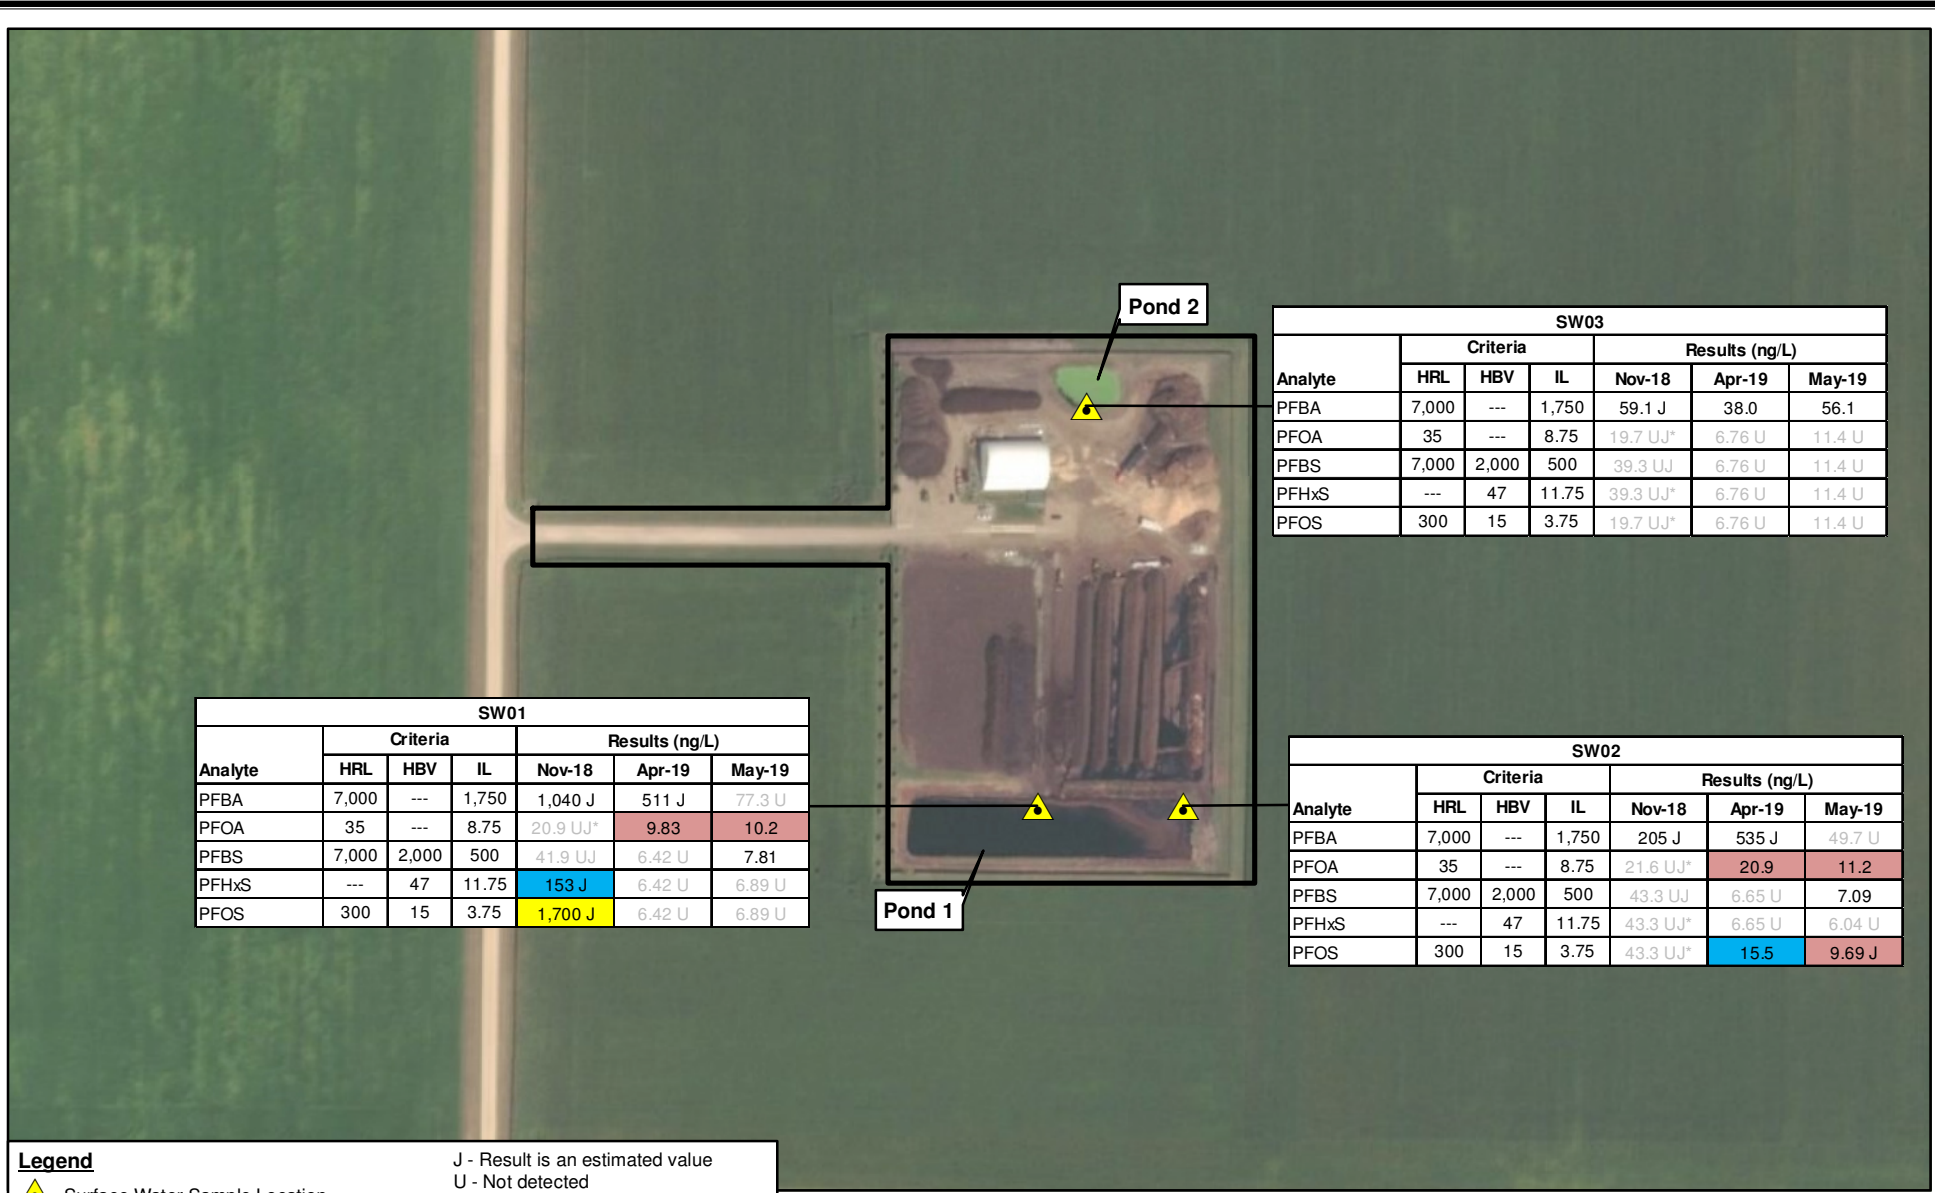 Pond 2
SW03
Criteria Results (ng/L)
Analyte HRL HBV IL Nov-18 Apr-19 May-19
PFBA 7,000 --- 1,750 59.1 J 38.0 56.1
PFOA 35 --- 8.75 19.7 UJ* 6.76 U 11.4 U
PFBS 7,000 2,000 500 39.3 UJ 6.76 U 11.4 U
PFHxS --- 47 11.75 39.3 UJ* 6.76 U 11.4 U
PFOS 300 15 3.75 19.7 UJ* 6.76 U 11.4 U
SW01
Criteria Results (ng/L)
Analyte HRL HBV IL Nov-18 Apr-19 May-19
PFBA 7,000 --- 1,750 1,040 J 511 J 77.3 U
PFOA 35 --- 8.75 20.9 UJ* 9.83 10.2
PFBS 7,000 2,000 500 41.9 UJ 6.42 U 7.81
PFHxS --- 47 11.75 153 J 6.42 U 6.89 U
PFOS 300 15 3.75 1,700 J 6.42 U 6.89 U
SW02
Criteria Results (ng/L)
Analyte HRL HBV IL Nov-18 Apr-19 May-19
PFBA 7,000 --- 1,750 205 J 535 J 49.7 U
PFOA 35 --- 8.75 21.6 UJ* 20.9 11.2
PFBS 7,000 2,000 500 43.3 UJ 6.65 U 7.09
PFHxS --- 47 11.75 43.3 UJ* 6.65 U 6.04 U
PFOS 300 15 3.75 43.3 UJ* 15.5 9.69 J
Pond 1
Legend
Surface Water Sample Location
J - Result is an estimated value
U - Not detected